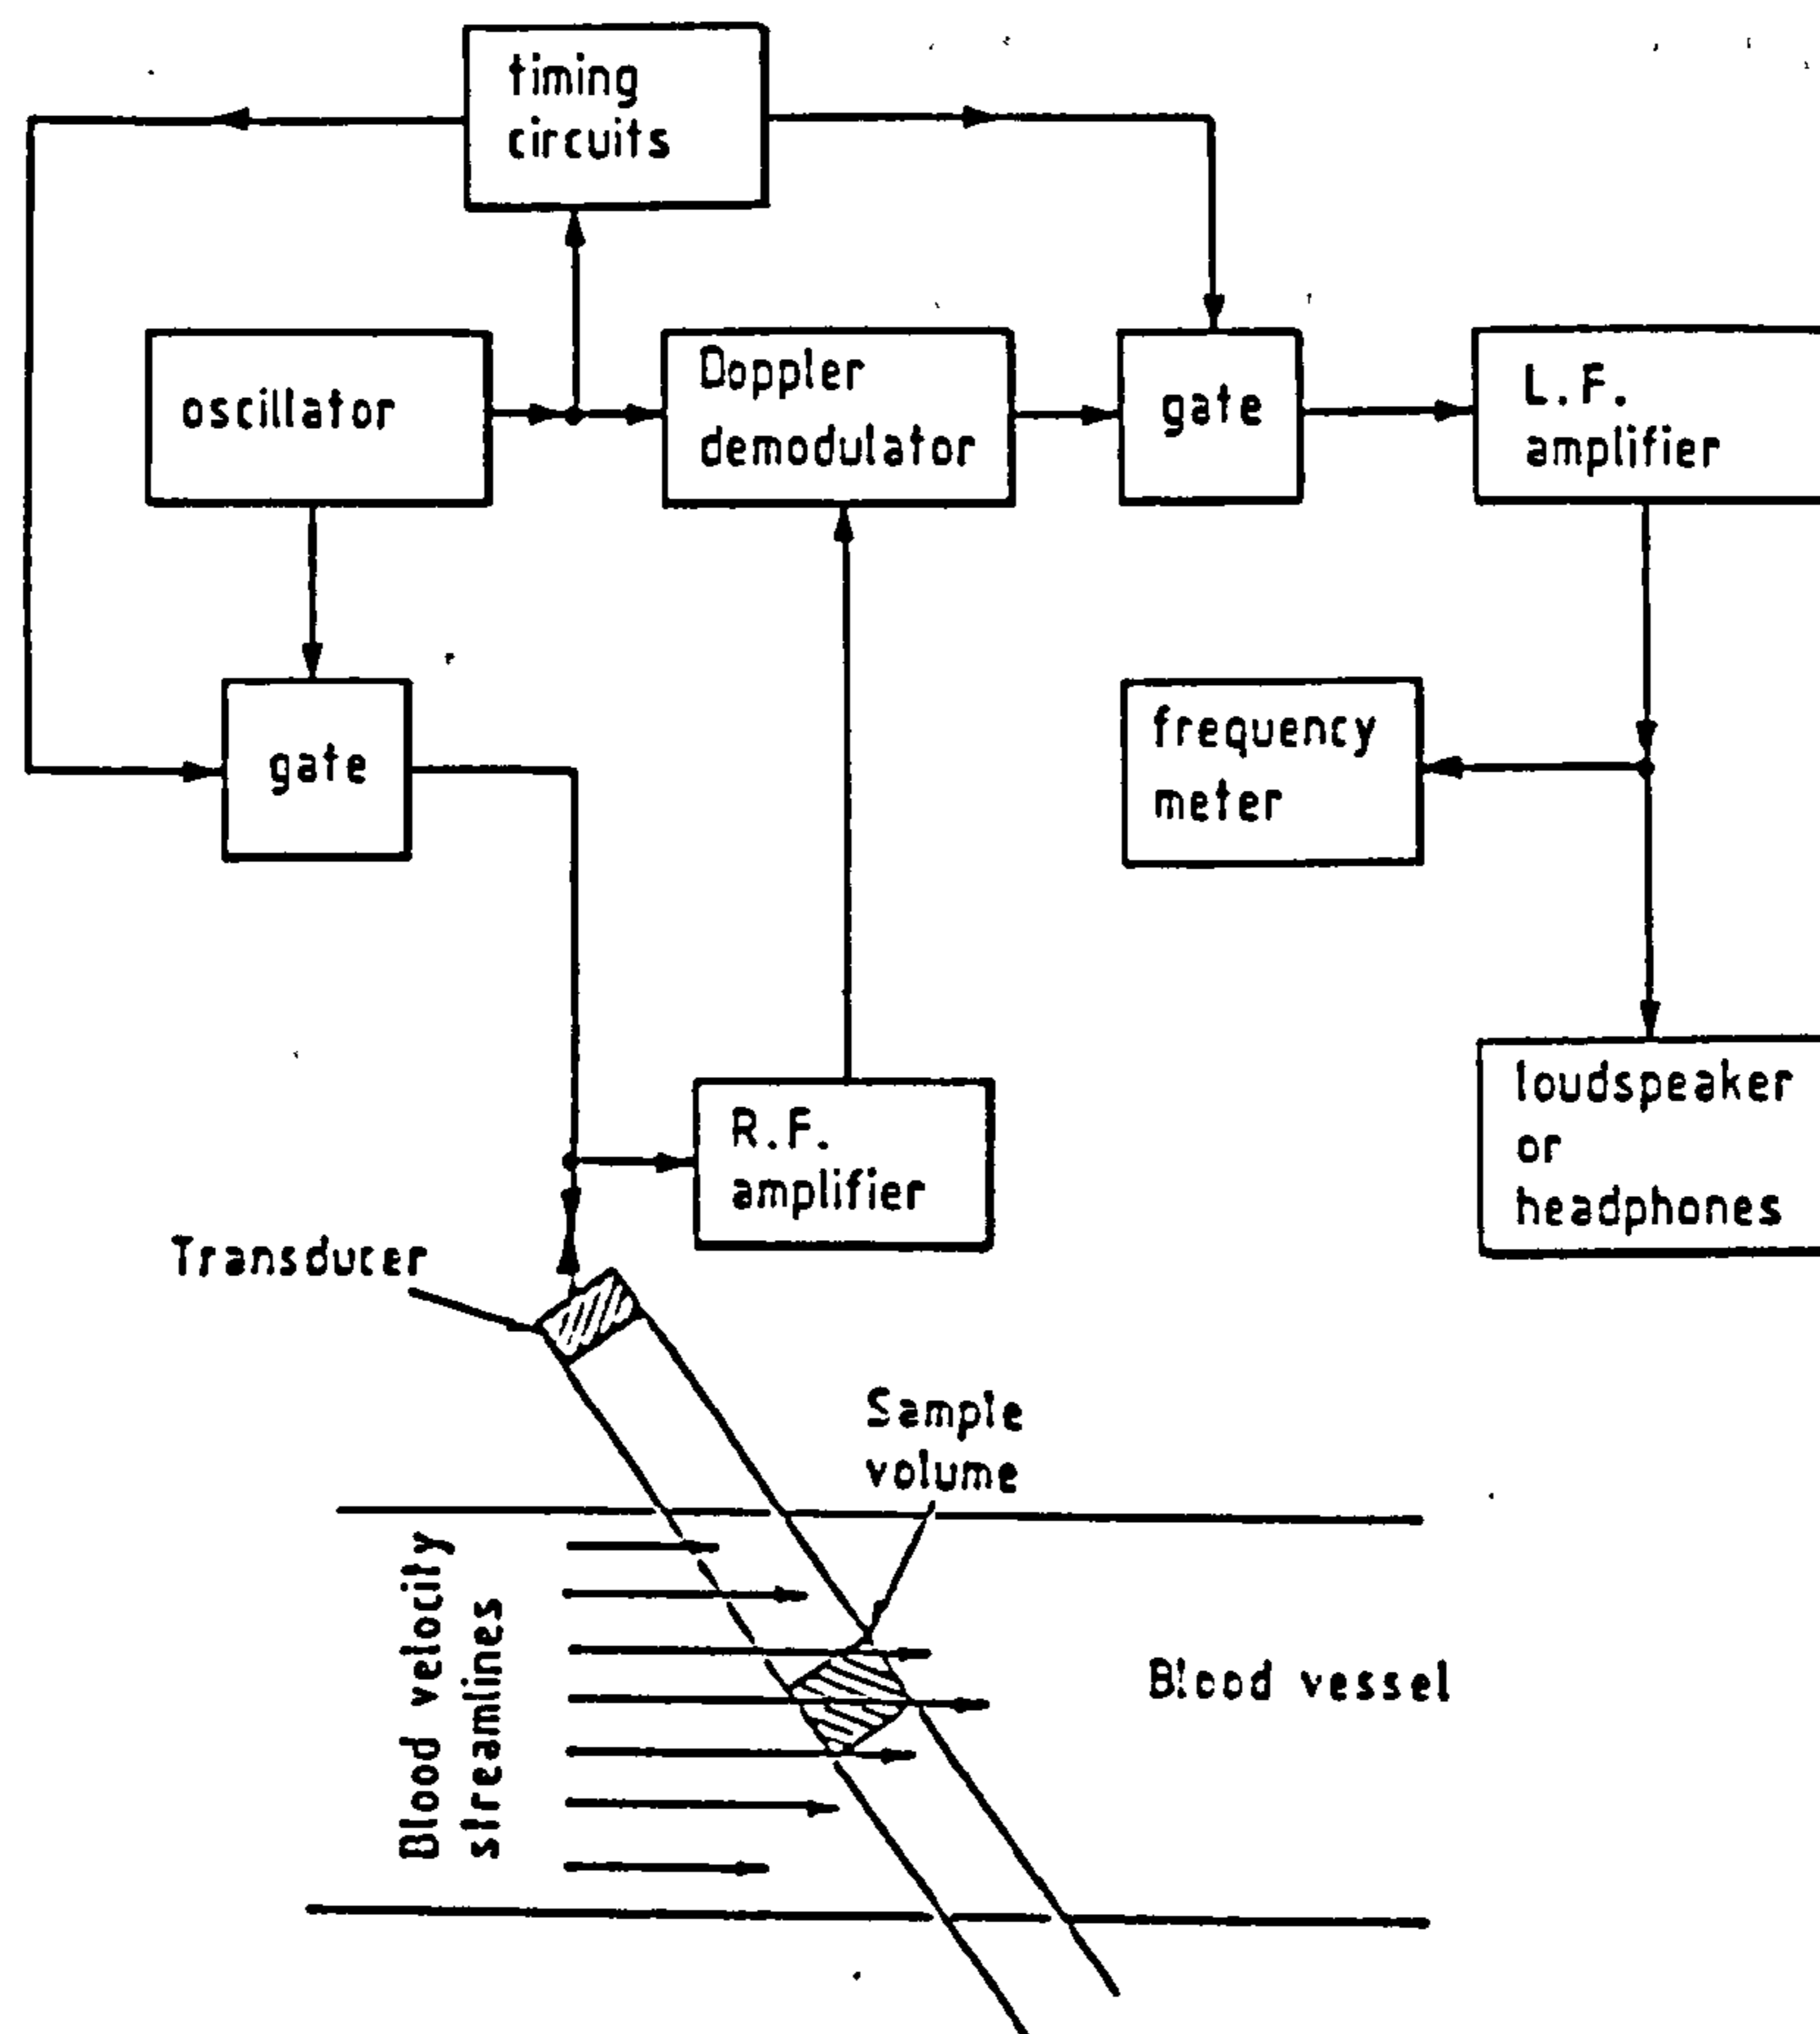 timing
circuits
oscillator
Doppler
demodulator
gate
L.F.
amplifier
gate
frequency
meter
R.F.
amplifier
loudspeaker
or
headphones
Transducer
Sample
volume
Blood velocity
streamlines
Blood vessel